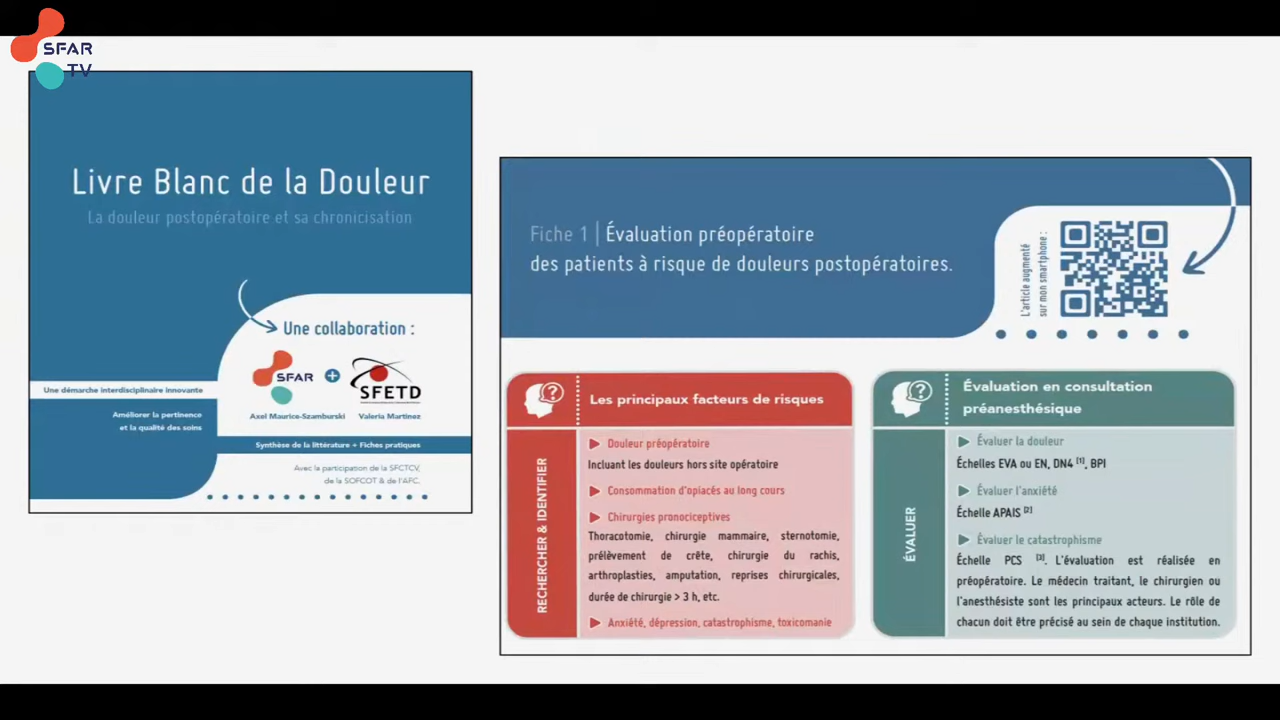 SFAR
TV
Livre Blanc de la Douleur
La douleur postopératoire et sa chronicisation
Une collaboration :
SFAR
SFETD
Axel Maurice-Szamburski Valeria Martinez
Une démarche interdisciplinaire innovante
Améliorer la pertinence
et la qualité des soins
Synthèse de la littérature + Fiches pratiques
Avec la participation de la SFCTCV,
de la SOFCOT & de l'AFC.
Fiche 1 | Évaluation préopératoire
des patients à risque de douleurs postopératoires.
L'article augmenté
sur mon smartphone :
Les principaux facteurs de risques
RECHERCHER & IDENTIFIER
Douleur préopératoire
Incluant les douleurs hors site opératoire
Consommation d'opiacés au long cours
Chirurgies pronociceptives
Thoracotomie, chirurgie mammaire, sternotomie,
prélèvement de crête, chirurgie du rachis,
arthroplasties, amputation, reprises chirurgicales,
durée de chirurgie > 3 h, etc.
Anxiété, dépression, catastrophisme, toxicomanie
Évaluation en consultation
préanesthésique
ÉVALUER
Évaluer la douleur
Échelles EVA ou EN, DN4 [1], BPI
Évaluer l'anxiété
Échelle APAIS [2]
Évaluer le catastrophisme
Échelle PCS [3]. L'évaluation est réalisée en
préopératoire. Le médecin traitant, le chirurgien ou
l'anesthésiste sont les principaux acteurs. Le rôle de
chacun doit être précisé au sein de chaque institution.